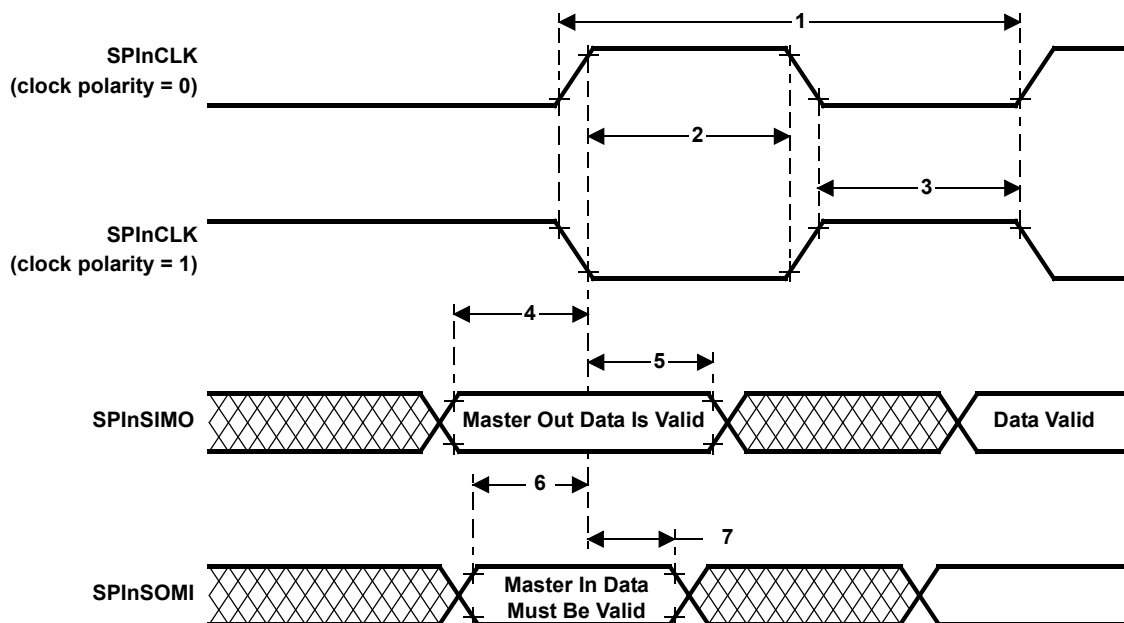 1
SPInCLK
(clock polarity = 0)
2
3
SPInCLK
(clock polarity = 1)
4
5
SPInSIMO
Master Out Data Is Valid
Data Valid
6
7
SPInSOMI
Master In Data
Must Be Valid